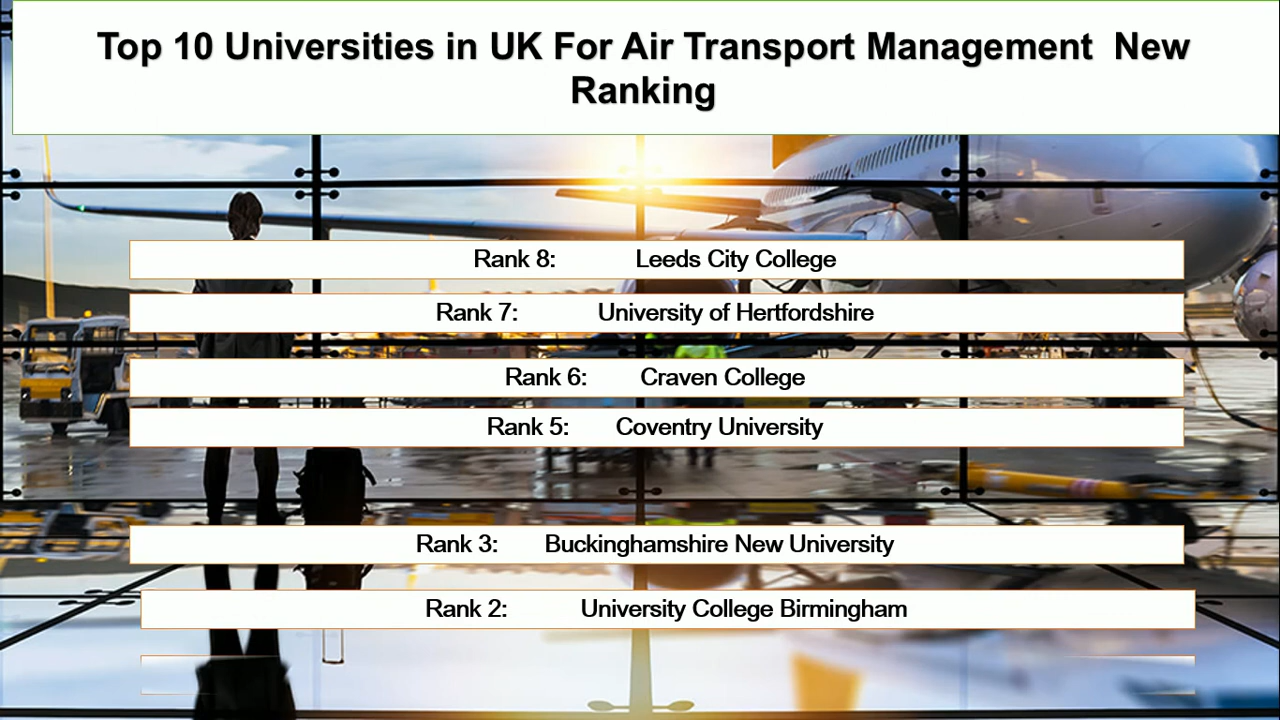 Top 10 Universities in UK For Air Transport Management New
Ranking
Rank 8: Leeds City College
Rank 7: University of Hertfordshire
Rank 6: Craven College
Rank 5: Coventry University
Rank 3: Buckinghamshire New University
Rank 2: University College Birmingham